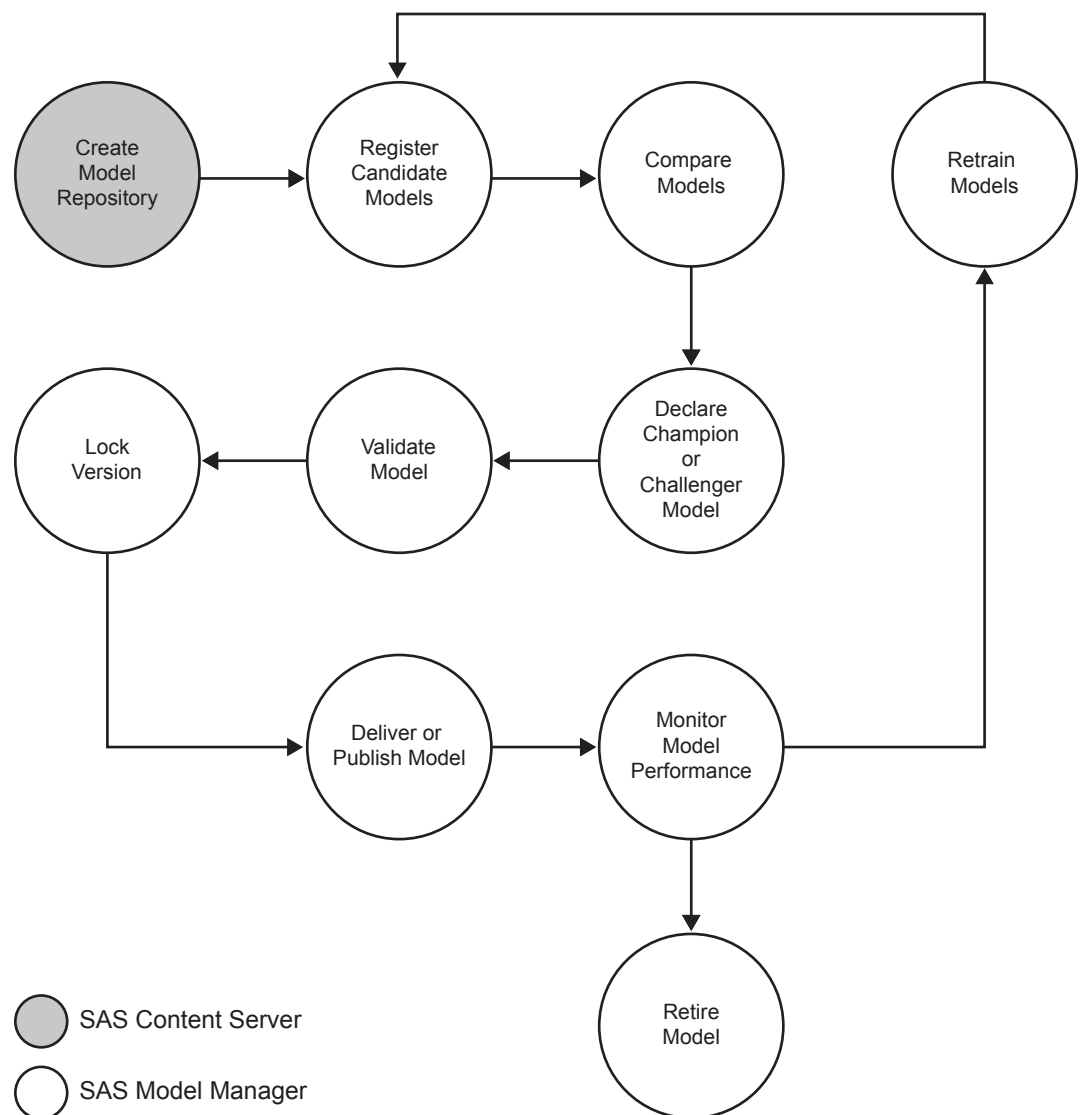 Create
Model
Repository
Register
Candidate
Models
Compare
Models
Retrain
Models
Lock
Version
Validate
Model
Declare
Champion
or
Challenger
Model
Deliver or
Publish Model
Monitor
Model
Performance
Retire
Model
SAS Content Server
SAS Model Manager